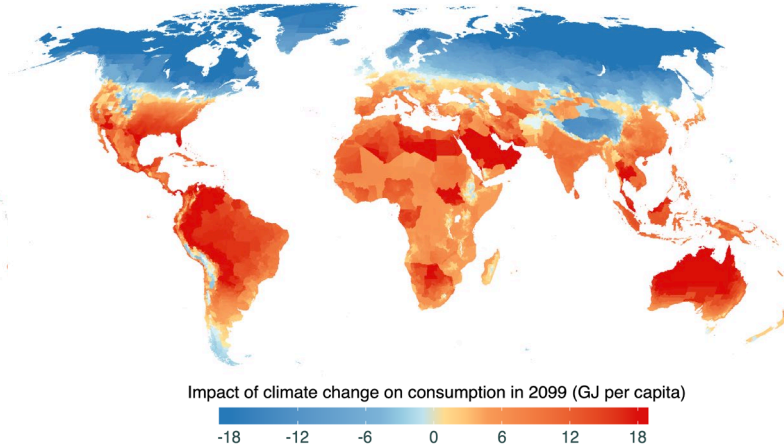 Impact of climate change on consumption in 2099 (GJ per capita)
-18 -12 -6 0 6 12 18